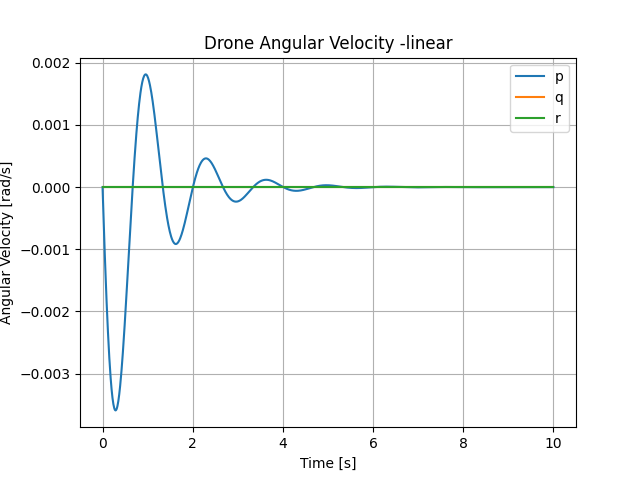 Drone Angular Velocity -linear
0.002
0.001
0.000
−0.001
−0.002
−0.003
Angular Velocity [rad/s]
p
q
r
0
2
4
6
8
10
Time [s]